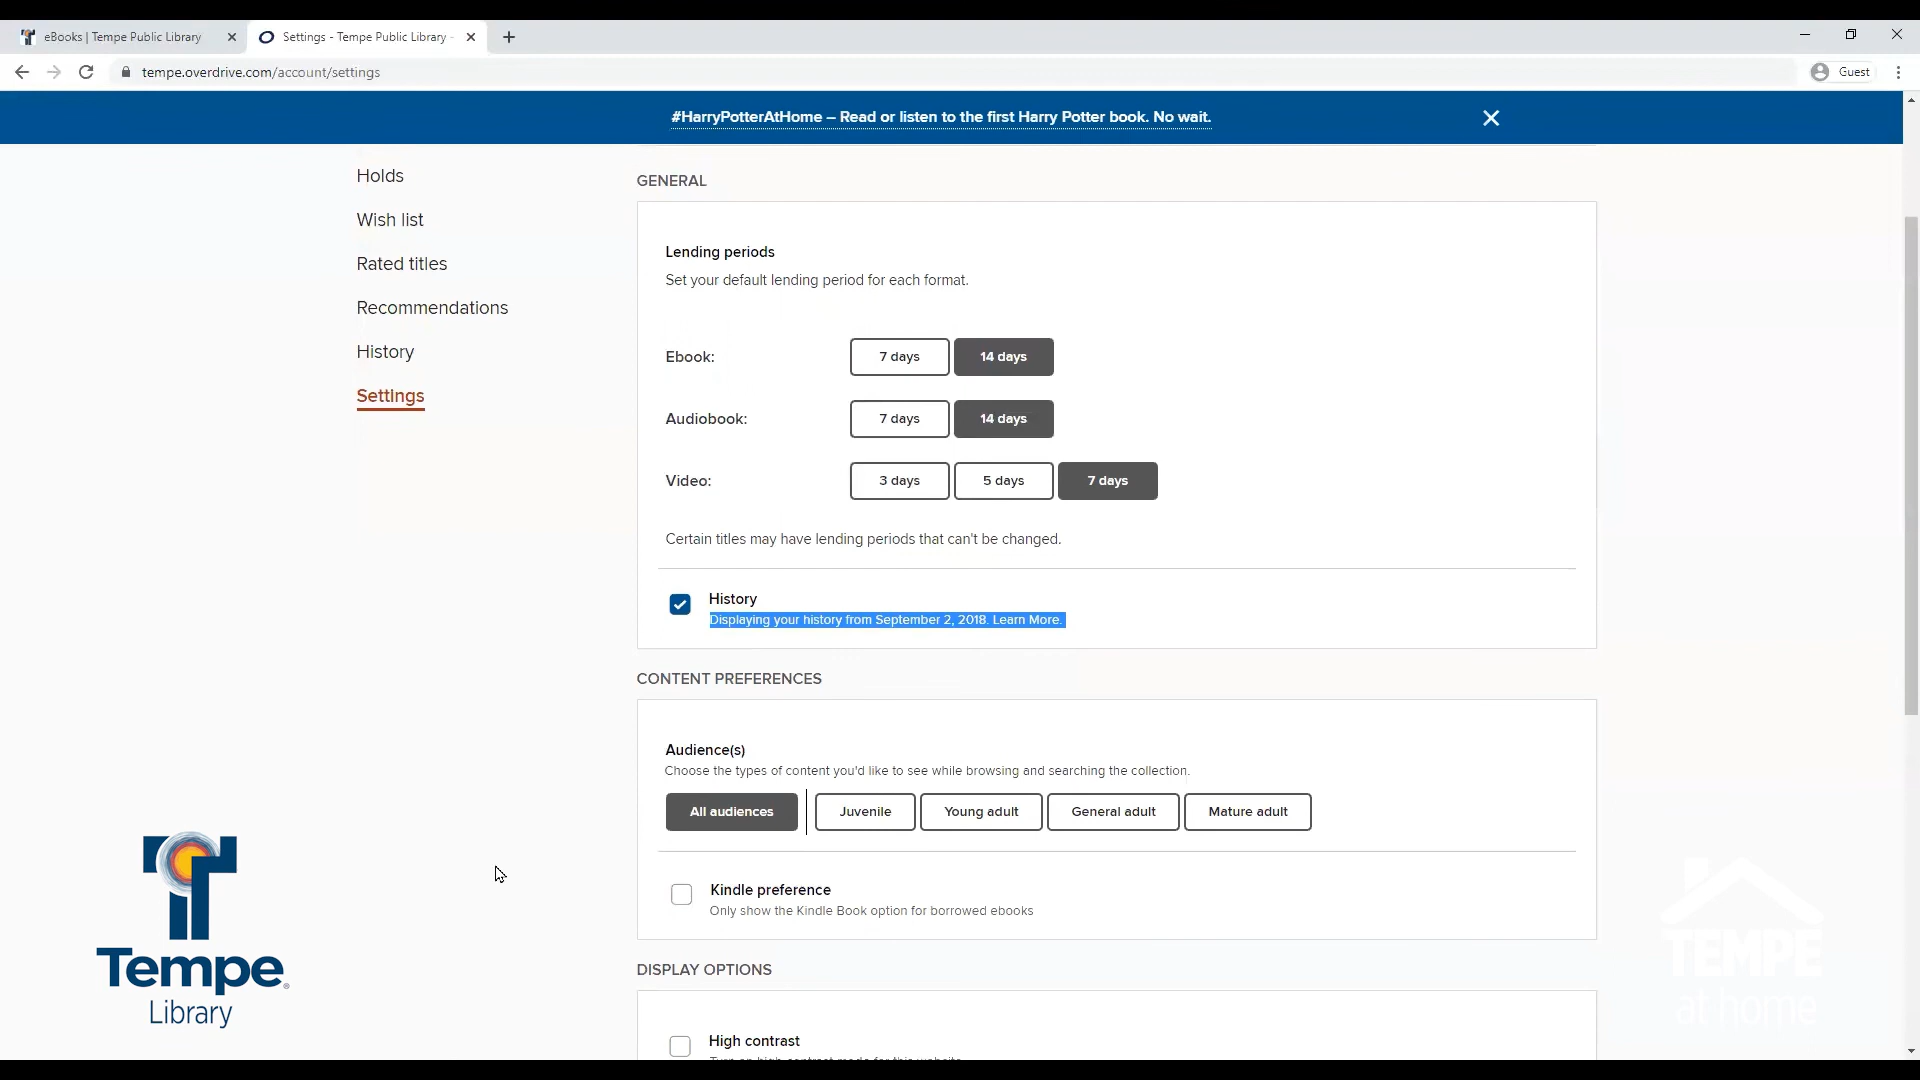 eBooks | Tempe Public Library
Settings - Tempe Public Library -
tempe.overdrive.com/account/settings
Guest
#HarryPotterAtHome – Read or listen to the first Harry Potter book. No wait.
Holds
Wish list
Rated titles
Recommendations
History
Settings
GENERAL
Lending periods
Set your default lending period for each format.
Ebook: 7 days 14 days
Audiobook: 7 days 14 days
Video: 3 days 5 days 7 days
Certain titles may have lending periods that can't be changed.
History
Displaying your history from September 2, 2018. Learn More.
CONTENT PREFERENCES
Audience(s)
Choose the types of content you'd like to see while browsing and searching the collection.
All audiences Juvenile Young adult General adult Mature adult
Kindle preference
Only show the Kindle Book option for borrowed ebooks
DISPLAY OPTIONS
High contrast
Tempe
Library
TEMPE
at home